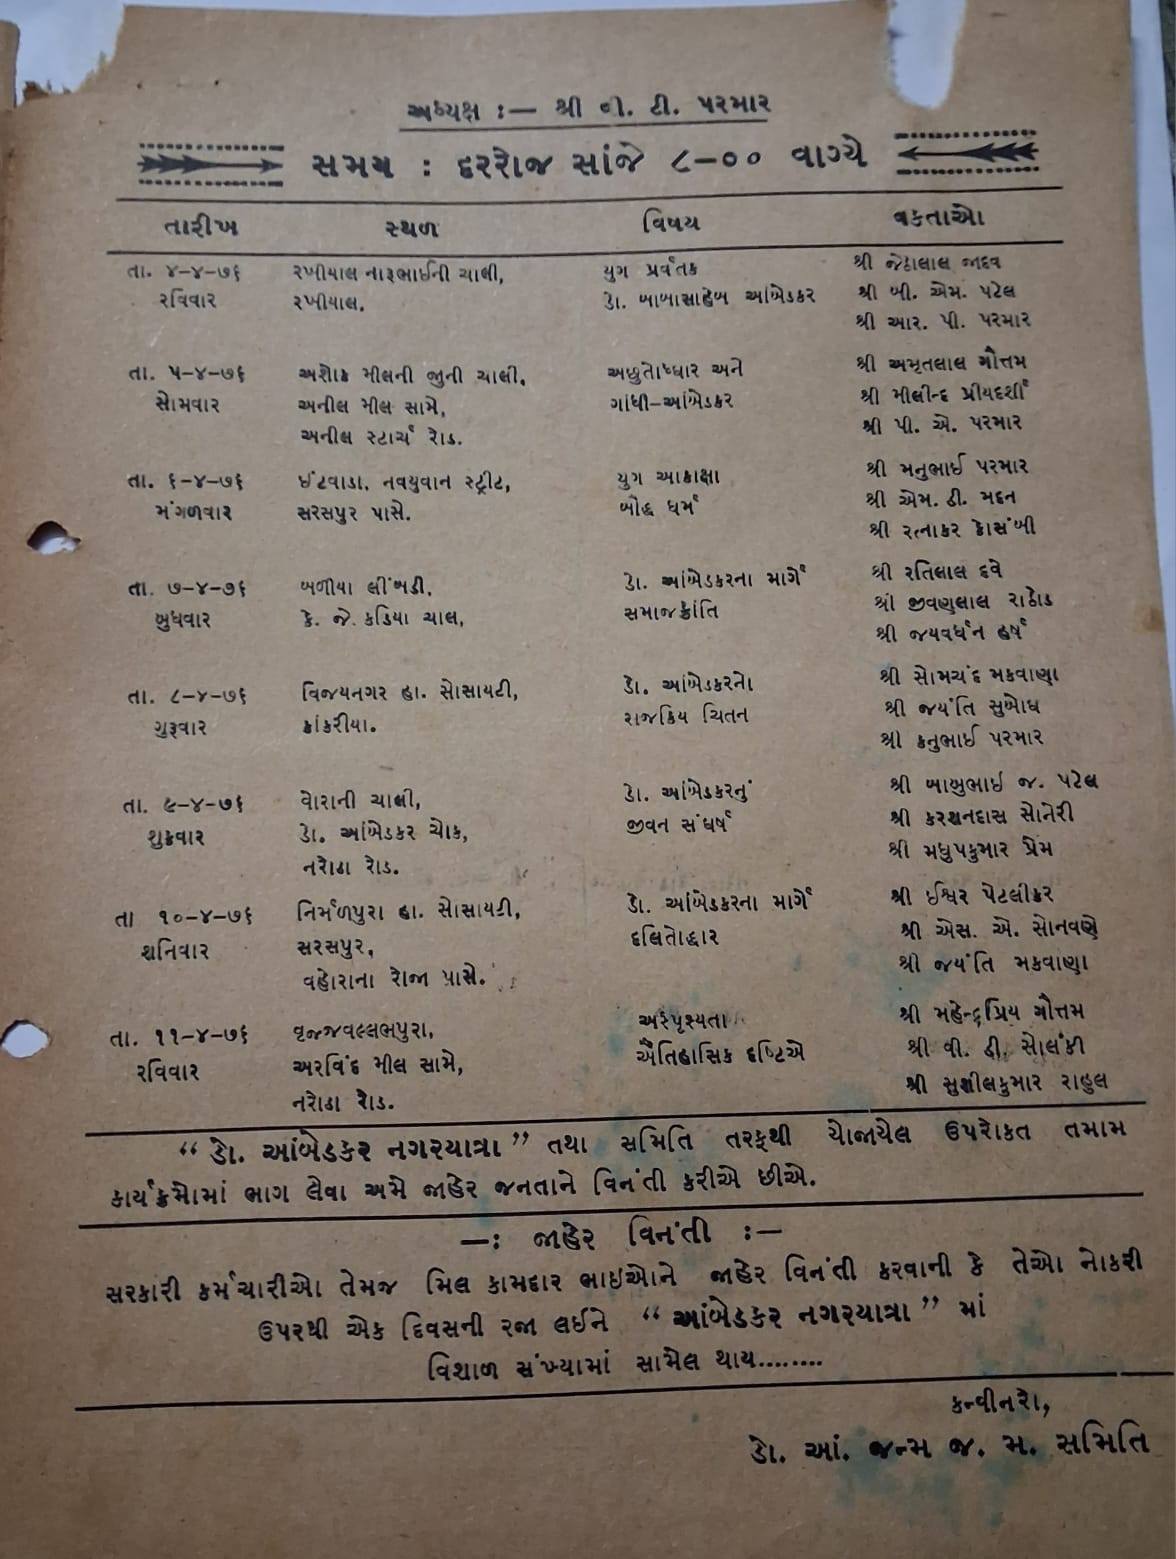 અધ્યક્ષ :— શ્રી ની. ટી. પરમાર
સમય : દરરોજ સાંજે ૮–૦૦ વાગ્યે
તારીખ સ્થળ વિષય વકતાઓ
તા. ૪–૪–૭૬ રખીયાલ નારૂભાઈની ચાલી, યુગ પ્રર્વતક શ્રી જેઠાલાલ જાદવ
રવિવાર રખીયાલ. ડો. બાબાસાહેબ આંબેડકર શ્રી બી. એમ. પટેલ
શ્રી આર. પી. પરમાર
તા. ૫–૪–૭૬ અશોક મીલની જુની ચાલી. અછુતોધ્ધાર અને શ્રી અમૃતલાલ ગૌતમ
સોમવાર અનીલ મીલ સામે, ગાંધી–આંબેડકર શ્રી મીલીન્દ પ્રીયદર્શી
અનીલ સ્ટાર્ચ રોડ. શ્રી પી. એ. પરમાર
તા. ૬–૪–૭૬ ઈંટવાડા. નવયુવાન સ્ટ્રીટ, યુગ આકાક્ષા શ્રી મનુભાઈ પરમાર
મંગળવાર સરસપુર પાસે. બોદ્ધ ધર્મ શ્રી એમ. ડી. મદન
શ્રી રત્નાકર કોસંબી
તા. ૭–૪–૭૬ બળીયા લીંબડી, ડો. આંબેડકરના માર્ગે શ્રી રતિલાલ દવે
બુધવાર કે. જે. કડિયા ચાલ, સમાજક્રાંતિ શ્રી જીવણલાલ રાઠોડ
શ્રી જયવર્ધન હર્ષ
તા. ૮–૪–૭૬ વિજયનગર હા. સોસાયટી, ડો. આંબેડકરનો શ્રી સોમચંદ મકવાણા
ગુરૂવાર કાંકરીયા. રાજકિય ચિતન શ્રી જયંતિ સુબોધ
શ્રી કનુભાઈ પરમાર
તા. ૯–૪–૭૬ વોરાની ચાલી, ડો. આંબેડકરનું શ્રી બાબુભાઇ જ. પટેલ
શુક્રવાર ડો. આંબેડકર ચોક, જીવન સંઘર્ષ શ્રી કરશનદાસ સોનેરી
નરોડા રોડ. શ્રી મધુપકુમાર પ્રેમ
તા ૧૦–૪–૭૬ નિર્મળપુરા હા. સોસાયટી, ડો. આંબેડકરના માર્ગે શ્રી ઈશ્વર પેટલીકર
શનિવાર સરસપુર, દલિતોદ્ધાર શ્રી એસ. એ. સોનવણે
વહોરાના રોજા પાસે. શ્રી જયંતિ મકવાણા
તા. ૧૧–૪–૭૬ વૃજ્જવલ્લભપુરા, અસ્પૃશ્યતા શ્રી મહેન્દ્રપ્રિય ગૌતમ
રવિવાર અરવિંદ મીલ સામે, ઐતિહાસિક દષ્ટિએ શ્રી વી. ડી. સોલંકી
નરોડા રોડ. શ્રી સુશીલકુમાર રાહુલ
“ ડો. આંબેડકર નગરયાત્રા ” તથા સમિતિ તરફથી યોજાયેલ ઉપરોકત તમામ
કાર્યક્રમોમાં ભાગ લેવા અમે જાહેર જનતાને વિનંતી કરીએ છીએ.
—: જાહેર વિનંતી :—
સરકારી કર્મચારીઓ તેમજ મિલ કામદાર ભાઇઓને જાહેર વિનંતી કરવાની કે તેઓ નોકરી
ઉપરથી એક દિવસની રજા લઈને “ આંબેડકર નગરયાત્રા ” માં
વિશાળ સંખ્યામાં સામેલ થાય........
કન્વીનરો,
ડો. આં. જન્મ જ. મ. સમિતિ